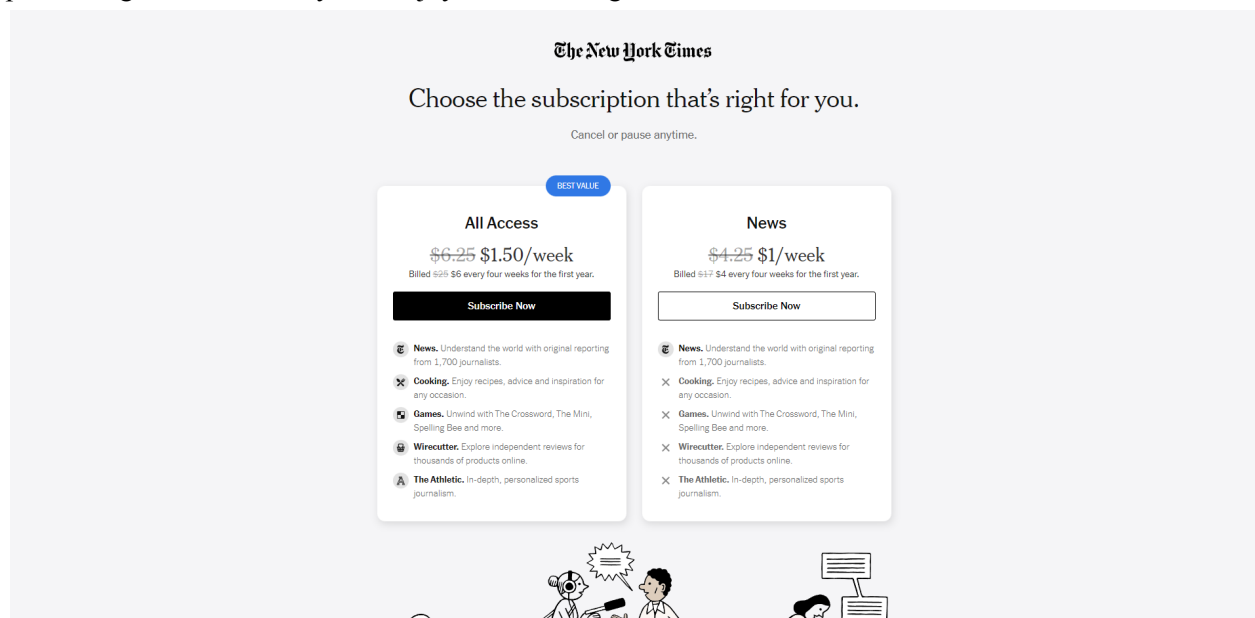 The New York Times
Choose the subscription that's right for you.
Cancel or pause anytime.
BEST VALUE
All Access
$6.25 $1.50/week
Billed $25 $6 every four weeks for the first year.
Subscribe Now
News. Understand the world with original reporting
from 1,700 journalists.
Cooking. Enjoy recipes, advice and inspiration for
any occasion.
Games. Unwind with The Crossword, The Mini,
Spelling Bee and more.
Wirecutter. Explore independent reviews for
thousands of products online.
The Athletic. In-depth, personalized sports
journalism.
News
$4.25 $1/week
Billed $17 $4 every four weeks for the first year.
Subscribe Now
News. Understand the world with original reporting
from 1,700 journalists.
Cooking. Enjoy recipes, advice and inspiration for
any occasion.
Games. Unwind with The Crossword, The Mini,
Spelling Bee and more.
Wirecutter. Explore independent reviews for
thousands of products online.
The Athletic. In-depth, personalized sports
journalism.